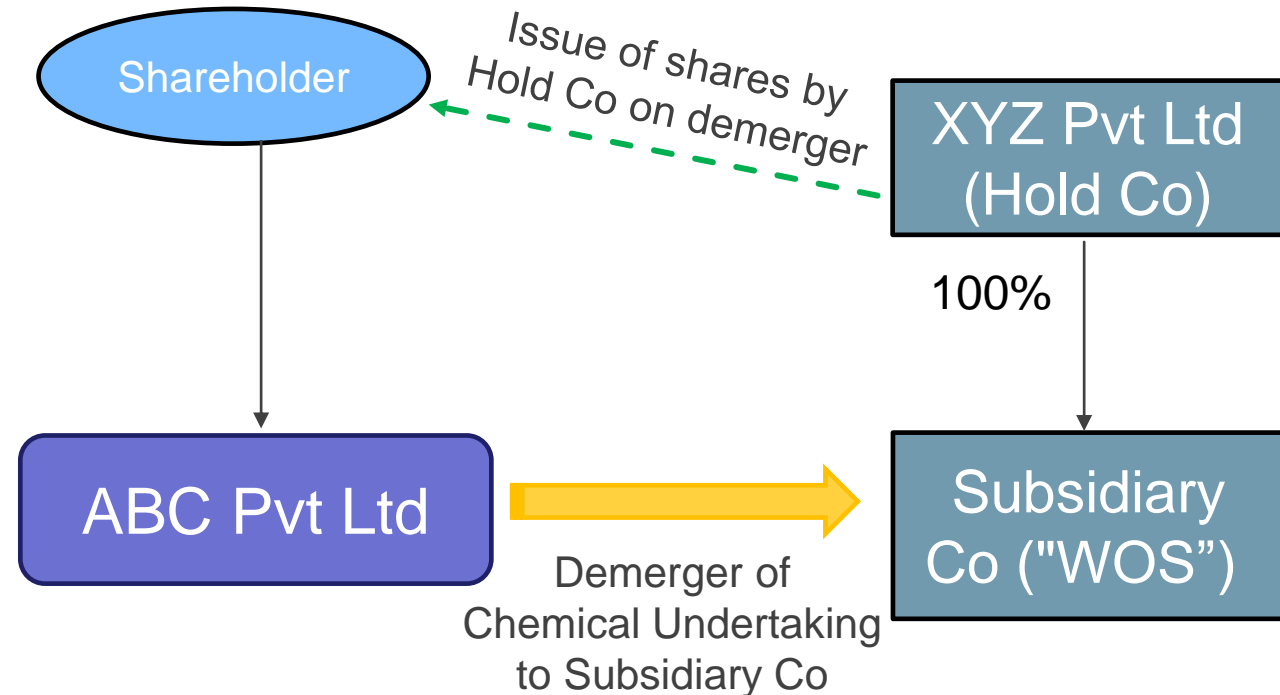 Shareholder
Issue of shares by
Hold Co on demerger
XYZ Pvt Ltd
(Hold Co)
100%
ABC Pvt Ltd
Subsidiary
Co ("WOS”)
Demerger of
Chemical Undertaking
to Subsidiary Co